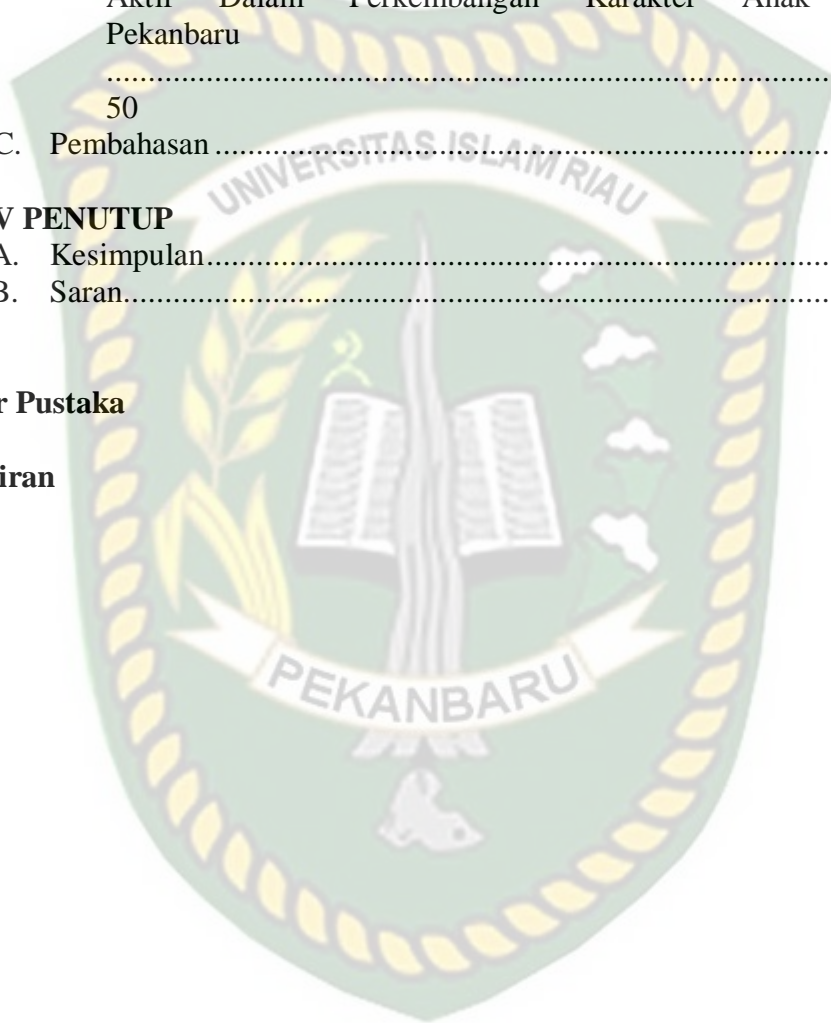 Aktif Dalam Perkembangan Karakter Anak
Pekanbaru
........................................................................................
50
C. Pembahasan ...........................................................................
V PENUTUP
A. Kesimpulan............................................................................
B. Saran......................................................................................
r Pustaka
iran
UNIVERSITAS ISLAM RIAU
PEKANBARU